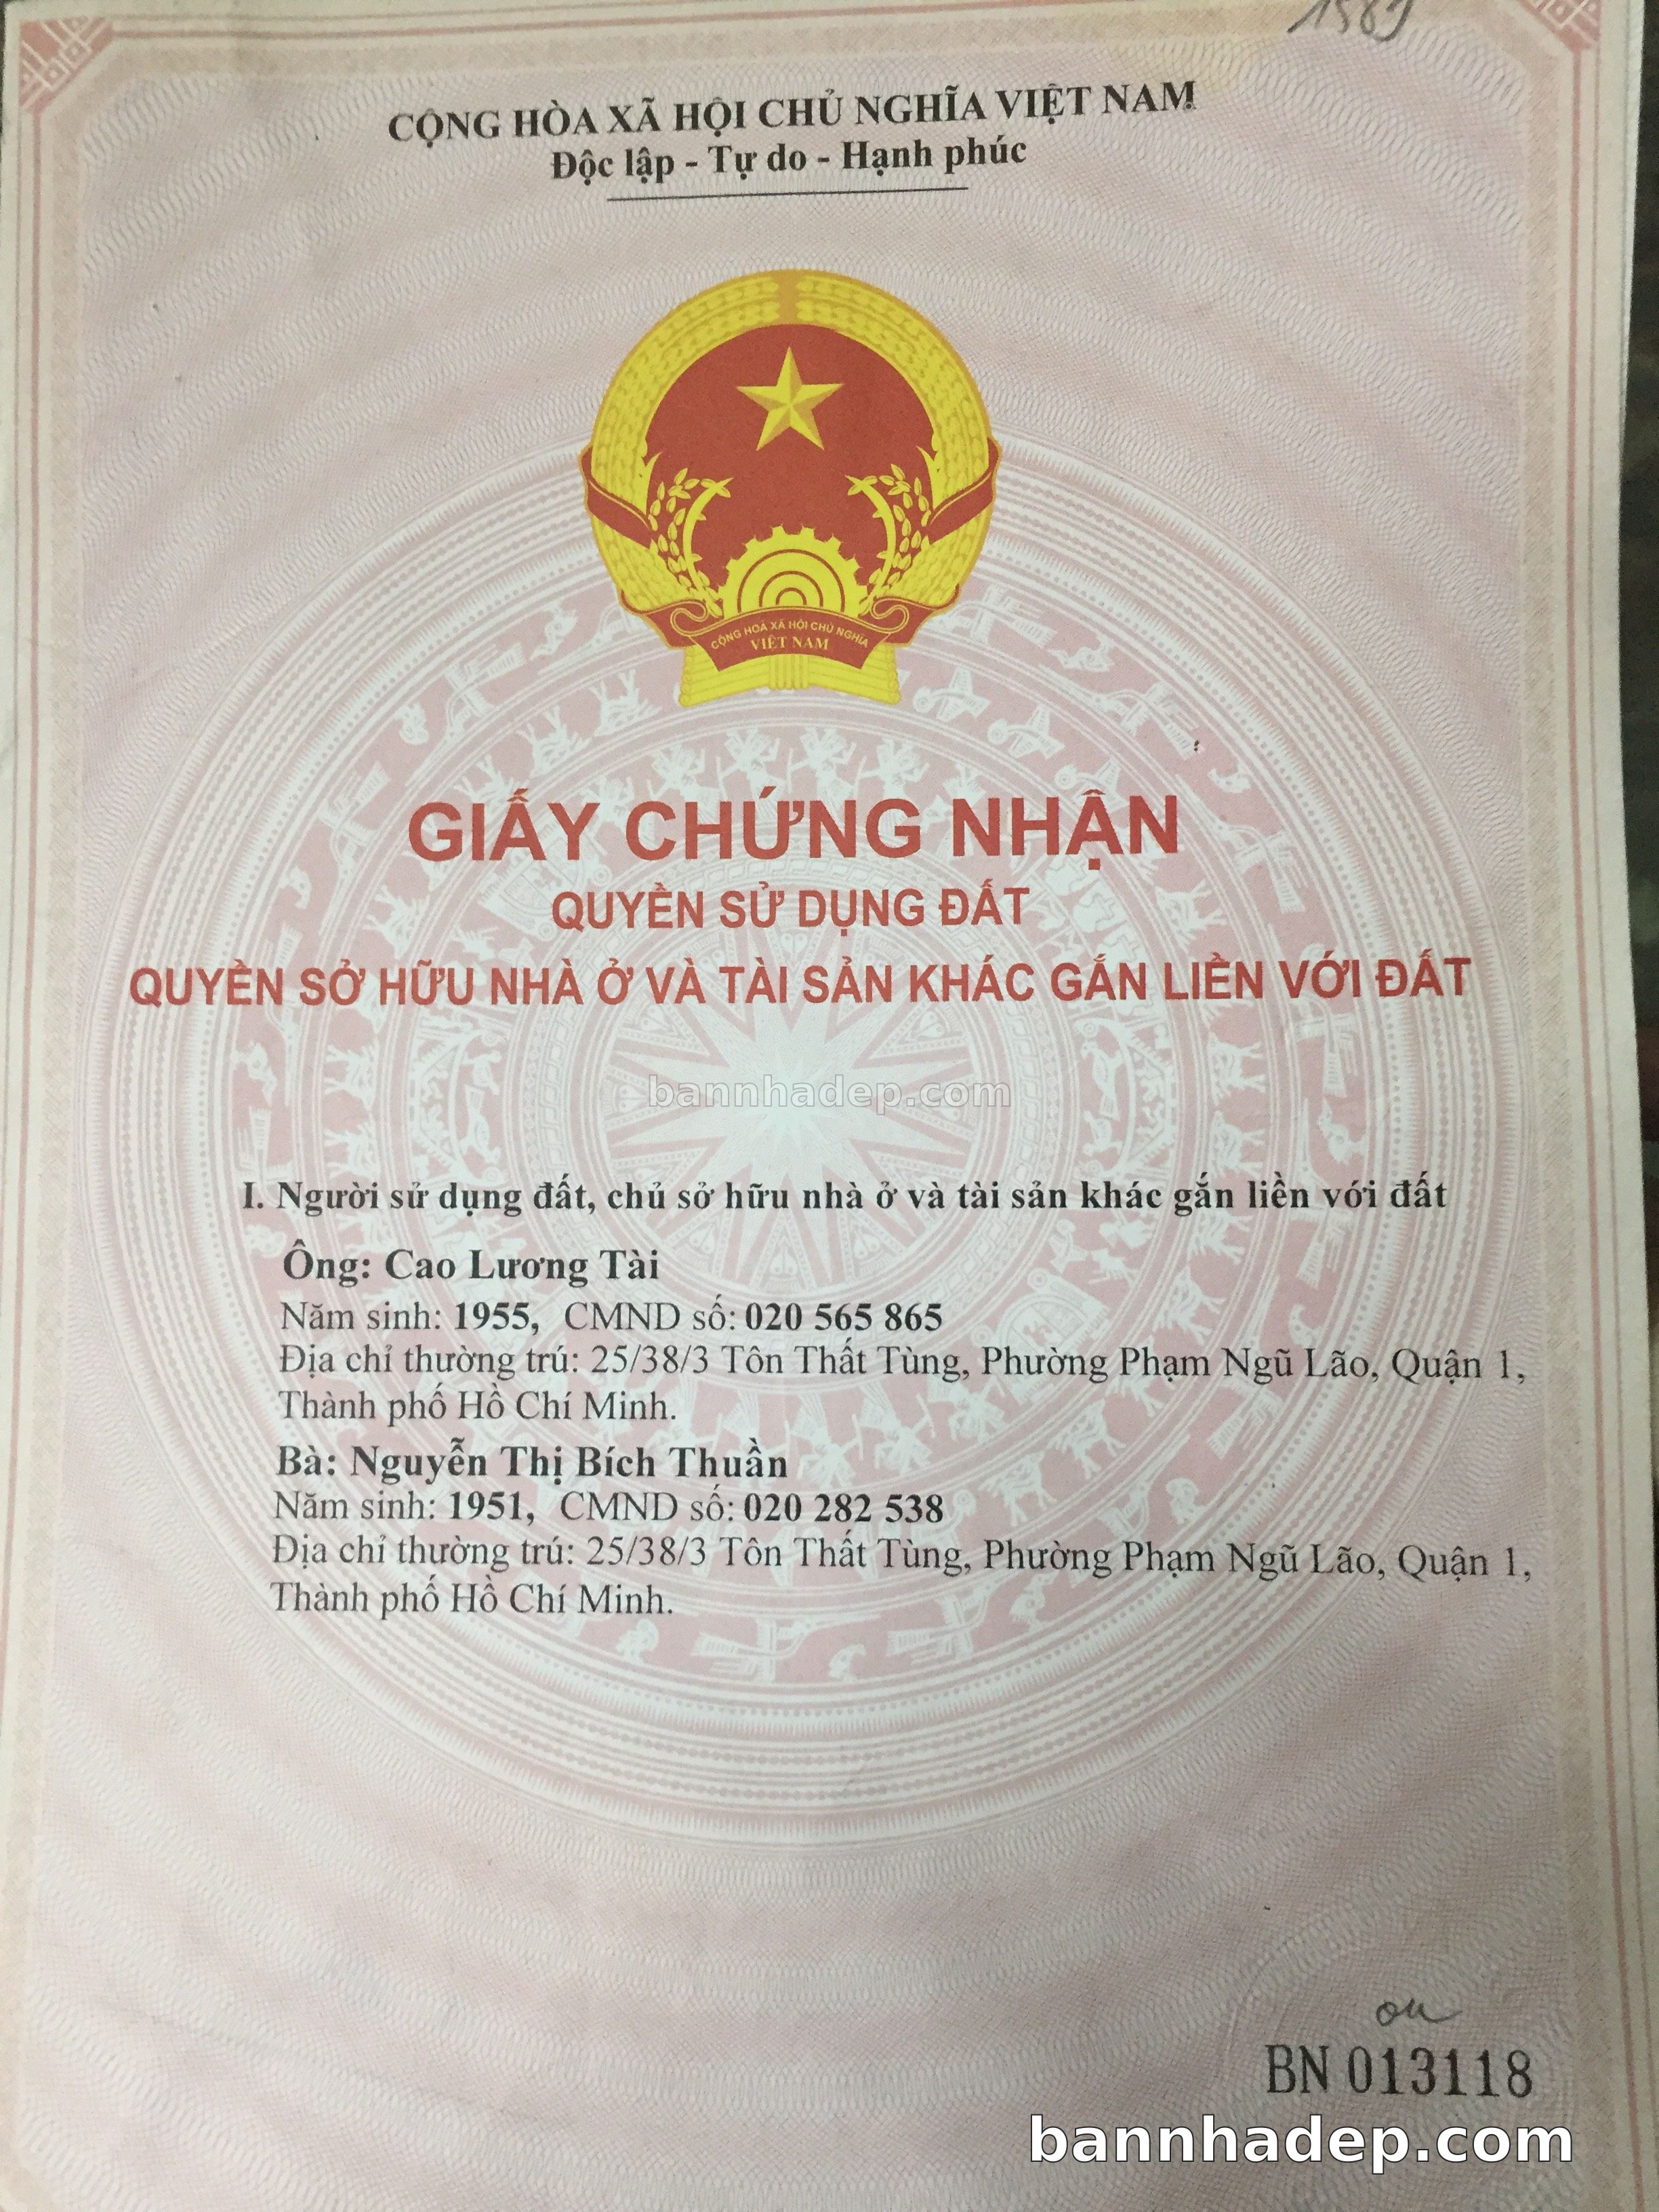 1589
CỘNG HÒA XÃ HỘI CHỦ NGHĨA VIỆT NAM
Độc lập - Tự do - Hạnh phúc
CỘNG HOÀ XÃ HỘI CHỦ NGHĨA
VIỆT NAM
GIẤY CHỨNG NHẬN
QUYỀN SỬ DỤNG ĐẤT
QUYỀN SỞ HỮU NHÀ Ở VÀ TÀI SẢN KHÁC GẮN LIỀN VỚI ĐẤT
bannhadep.com
I. Người sử dụng đất, chủ sở hữu nhà ở và tài sản khác gắn liền với đất
Ông: Cao Lương Tài
Năm sinh: 1955, CMND số: 020 565 865
Địa chỉ thường trú: 25/38/3 Tôn Thất Tùng, Phường Phạm Ngũ Lão, Quận 1,
Thành phố Hồ Chí Minh.
Bà: Nguyễn Thị Bích Thuần
Năm sinh: 1951, CMND số: 020 282 538
Địa chỉ thường trú: 25/38/3 Tôn Thất Tùng, Phường Phạm Ngũ Lão, Quận 1,
Thành phố Hồ Chí Minh.
BN 013118
bannhadep.com